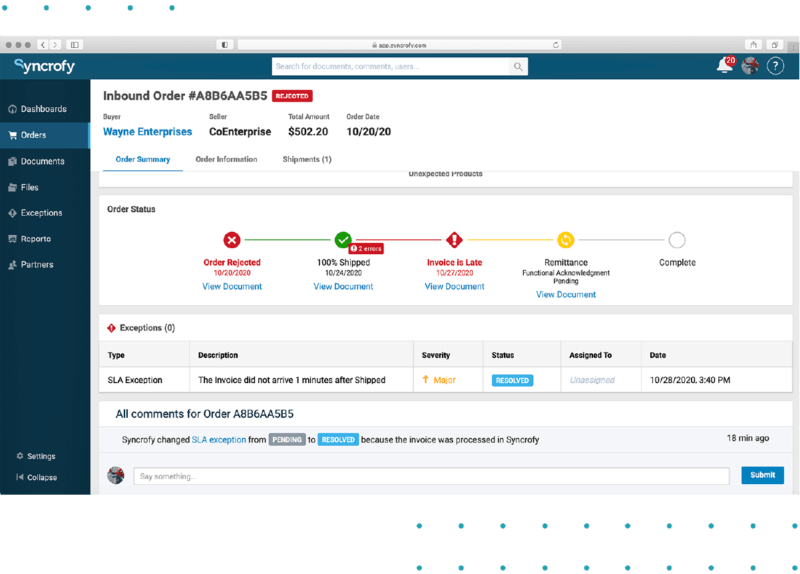 app.syncrofy.com
Syncrofy
Search for documents, comments, users...
20
?
Dashboards
Orders
Documents
Files
Exceptions
Reports
Partners
Settings
Collapse
Inbound Order #A8B6AA5B5 REJECTED
Buyer Seller Total Amount Order Date
Wayne Enterprises CoEnterprise $502.20 10/20/20
Order Summary Order Information Shipments (1)
Unexpected Products
Order Status
2 errors
Order Rejected 100% Shipped Invoice is Late Remittance Complete
10/20/2020 10/24/2020 10/27/2020 Functional Acknowledgment
Pending
View Document View Document View Document View Document
Exceptions (0)
Type Description Severity Status Assigned To Date
SLA Exception The Invoice did not arrive 1 minutes after Shipped Major RESOLVED Unassigned 10/28/2020, 3:40 PM
All comments for Order A8B6AA5B5
Syncrofy changed SLA exception from PENDING to RESOLVED because the invoice was processed in Syncrofy 18 min ago
Say something...
Submit